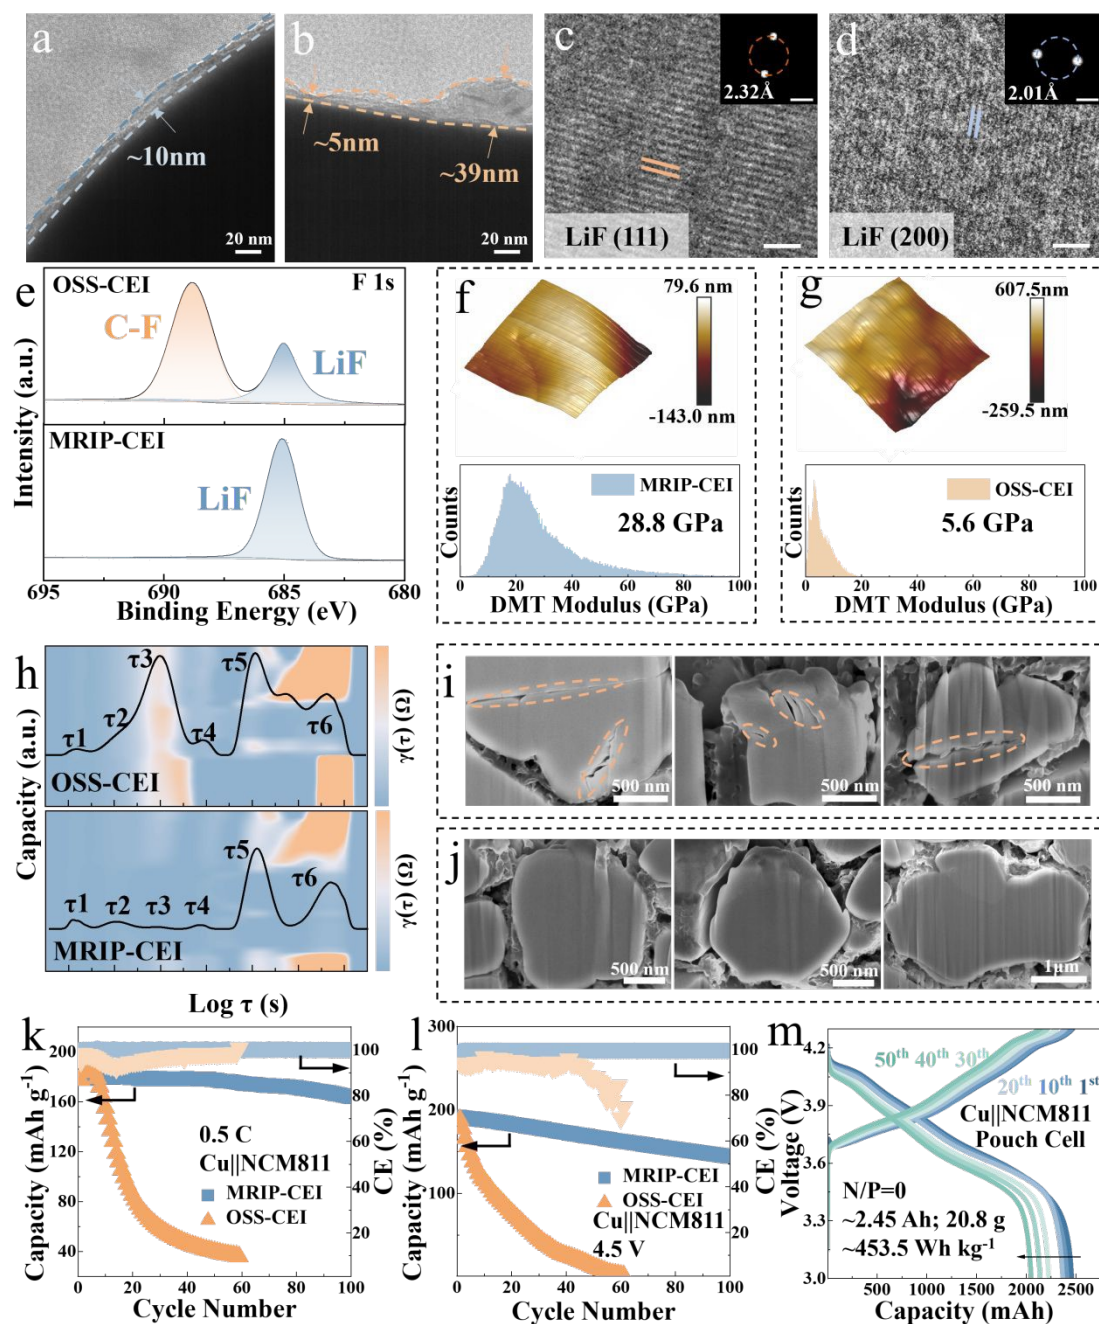 a
~10nm
20 nm
b
~5nm
~39nm
20 nm
c
2.32Å
LiF (111)
d
2.01Å
LiF (200)
e
OSS-CEI
F 1s
C-F
LiF
MRIP-CEI
LiF
Intensity (a.u.)
695
690
685
680
Binding Energy (eV)
f
79.6 nm
-143.0 nm
MRIP-CEI
28.8 GPa
Counts
0
20
40
60
80
100
DMT Modulus (GPa)
g
607.5nm
-259.5 nm
OSS-CEI
5.6 GPa
Counts
0
20
40
60
80
100
DMT Modulus (GPa)
h
τ1
τ2
τ3
τ4
τ5
τ6
OSS-CEI
γ(τ) (Ω)
τ1
τ2
τ3
τ4
τ5
τ6
MRIP-CEI
γ(τ) (Ω)
Capacity (a.u.)
Log τ (s)
i
500 nm
500 nm
500 nm
j
500 nm
500 nm
1μm
k
200
160
120
80
40
Capacity (mAh g⁻¹)
0.5 C
Cu||NCM811
MRIP-CEI
OSS-CEI
100
80
60
40
20
CE (%)
0
20
40
60
80
100
Cycle Number
l
300
200
100
0
Capacity (mAh g⁻¹)
MRIP-CEI
OSS-CEI
Cu||NCM811
4.5 V
100
80
60
40
20
CE (%)
0
20
40
60
80
100
Cycle Number
m
4.2
3.9
3.6
3.3
3.0
Voltage (V)
50th 40th 30th
20th 10th 1st
Cu||NCM811
Pouch Cell
N/P=0
~2.45 Ah; 20.8 g
~453.5 Wh kg⁻¹
500
1000
1500
2000
2500
Capacity (mAh)